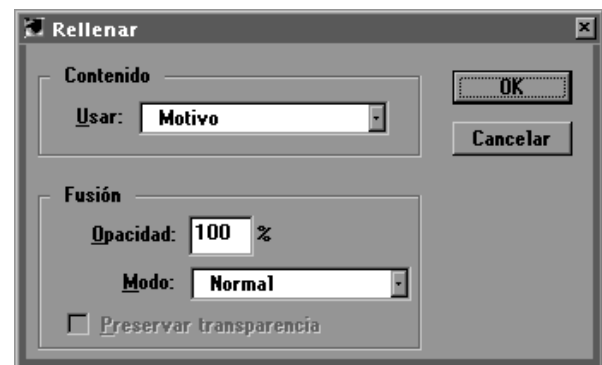 Rellenar
Contenido
Usar: Motivo
OK
Cancelar
Fusión
Opacidad: 100 %
Modo: Normal
Preservar transparencia